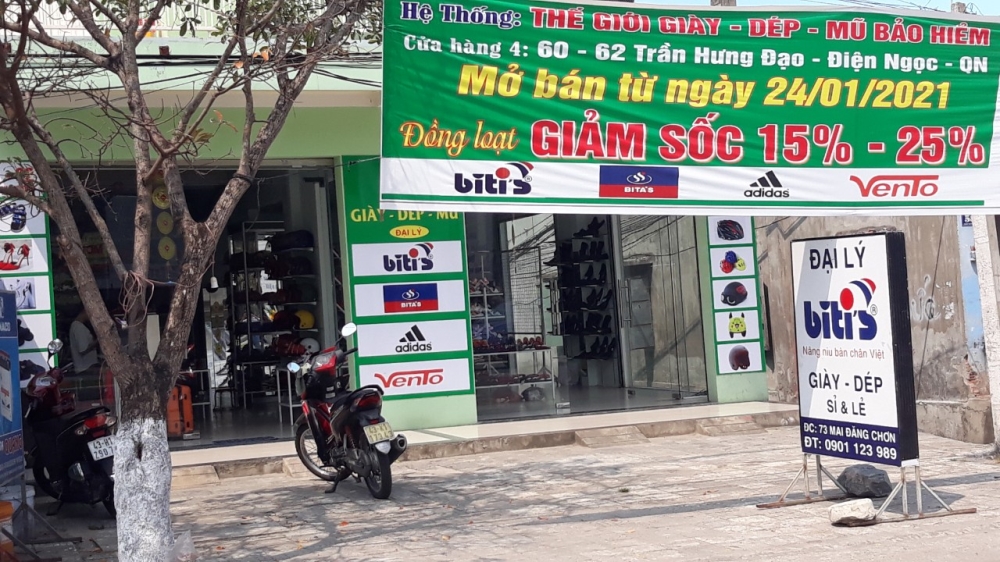 Hệ Thống: THẾ GIỚI GIÀY - DÉP - MŨ BẢO HIỂM
Cửa hàng 4: 60 - 62 Trần Hưng Đạo - Điện Ngọc - QN
Mở bán từ ngày 24/01/2021
Đồng loạt GIẢM SỐC 15% - 25%
biti's BITA'S adidas VENTO
GIÀY - DÉP - MŨ
ĐẠI LÝ
biti's
BITA'S
adidas
VENTO
ĐẠI LÝ
biti's
Nâng niu bàn chân Việt
GIÀY - DÉP
SỈ & LẺ
ĐC: 73 MAI ĐĂNG CHƠN
ĐT: 0901 123 989